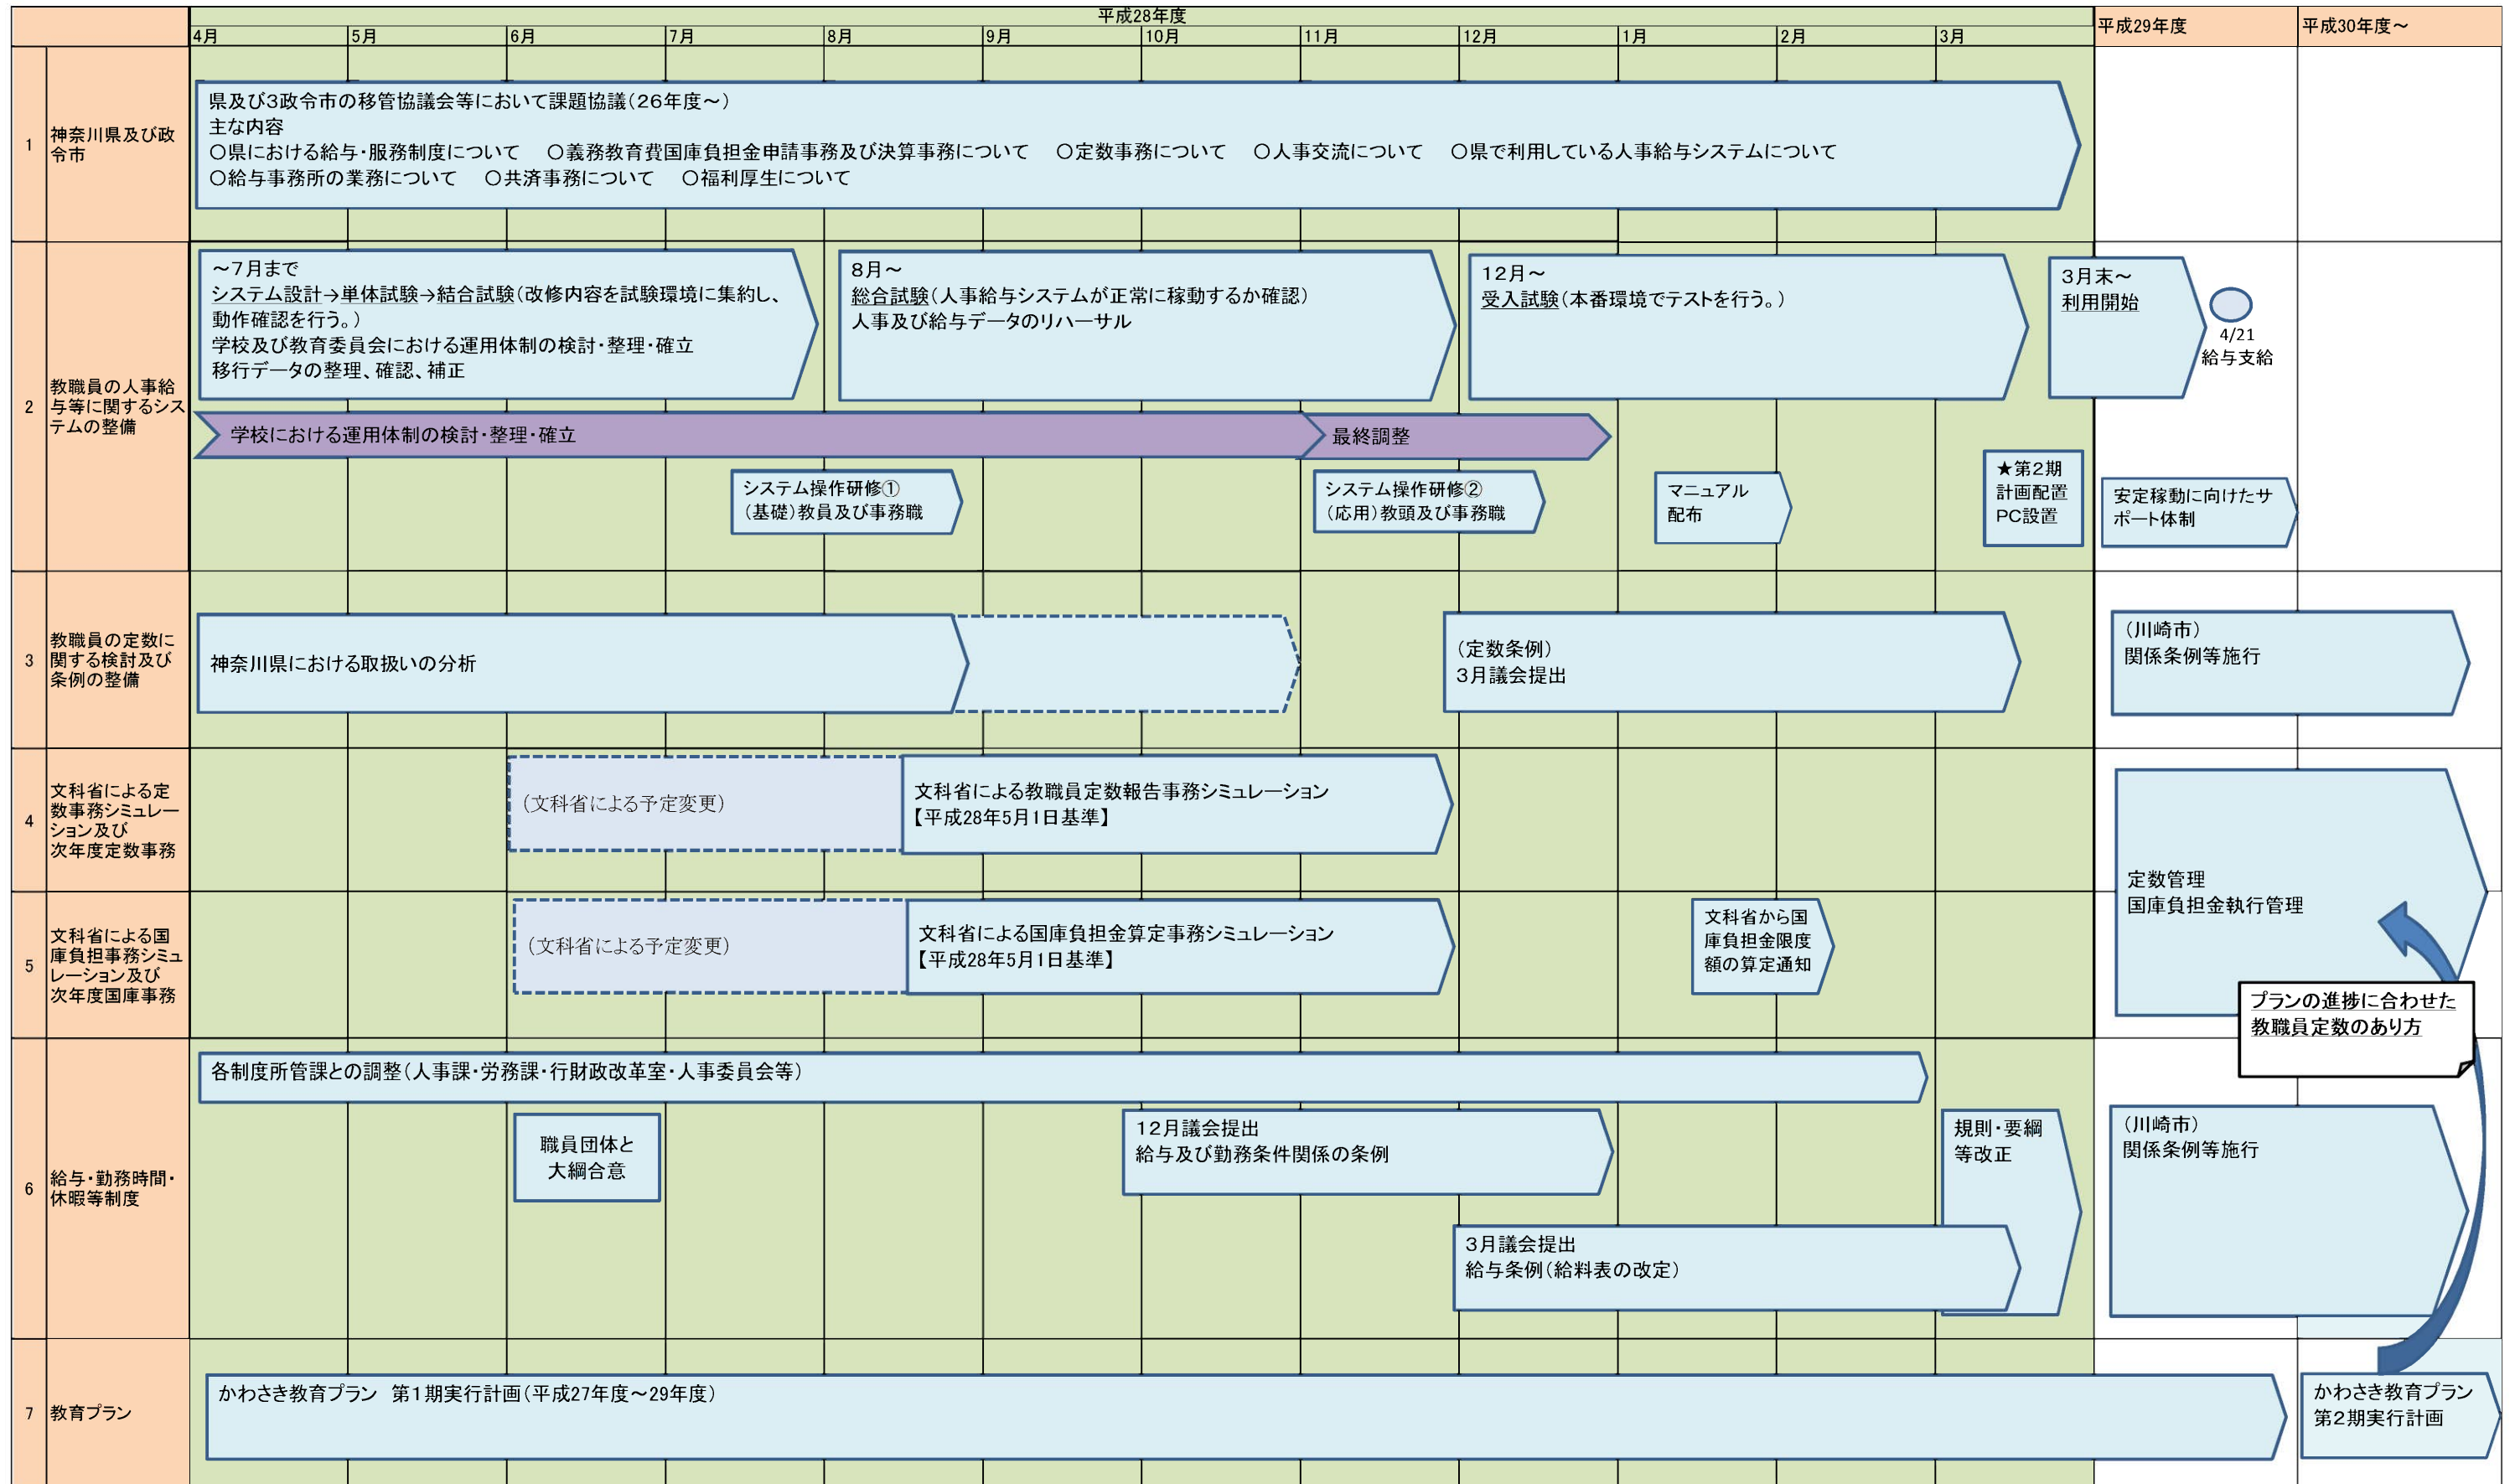 平成28年度
平成29年度
平成30年度～
4月
5月
6月
7月
8月
9月
10月
11月
12月
1月
2月
3月
1
神奈川県及び政
令市
県及び３政令市の移管協議会等において課題協議（２６年度～）
主な内容
○県における給与・服務制度について　○義務教育費国庫負担金申請事務及び決算事務について　○定数事務について　○人事交流について　○県で利用している人事給与システムについて
○給与事務所の業務について　○共済事務について　○福利厚生について
2
教職員の人事給
与等に関するシス
テムの整備
～７月まで
システム設計→単体試験→結合試験（改修内容を試験環境に集約し、
動作確認を行う。）
学校及び教育委員会における運用体制の検討・整理・確立
移行データの整理、確認、補正
８月～
総合試験（人事給与システムが正常に稼動するか確認）
人事及び給与データのリハーサル
１２月～
受入試験（本番環境でテストを行う。）
３月末～
利用開始
4/21
給与支給
学校における運用体制の検討・整理・確立
最終調整
システム操作研修①
（基礎）教員及び事務職
システム操作研修②
（応用）教頭及び事務職
マニュアル
配布
★第２期
計画配置
PC設置
安定稼動に向けたサ
ポート体制
3
教職員の定数に
関する検討及び
条例の整備
神奈川県における取扱いの分析
（定数条例）
３月議会提出
（川崎市）
関係条例等施行
4
文科省による定
数事務シミュレー
ション及び
次年度定数事務
（文科省による予定変更）
文科省による教職員定数報告事務シミュレーション
【平成28年5月1日基準】
定数管理
国庫負担金執行管理
5
文科省による国
庫負担事務シミュ
レーション及び
次年度国庫事務
（文科省による予定変更）
文科省による国庫負担金算定事務シミュレーション
【平成28年5月1日基準】
文科省から国
庫負担金限度
額の算定通知
プランの進捗に合わせた
教職員定数のあり方
6
給与・勤務時間・
休暇等制度
各制度所管課との調整（人事課・労務課・行財政改革室・人事委員会等）
職員団体と
大綱合意
１２月議会提出
給与及び勤務条件関係の条例
規則・要綱
等改正
３月議会提出
給与条例（給料表の改定）
（川崎市）
関係条例等施行
7
教育プラン
かわさき教育プラン　第１期実行計画（平成27年度～29年度）
かわさき教育プラン
第２期実行計画